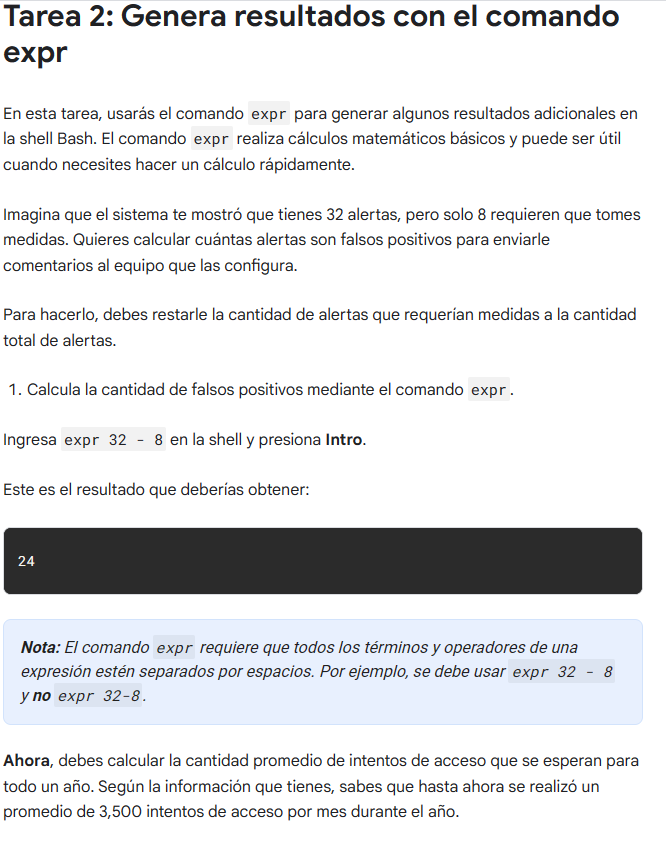 Tarea 2: Genera resultados con el comando
expr
En esta tarea, usarás el comando expr para generar algunos resultados adicionales en
la shell Bash. El comando expr realiza cálculos matemáticos básicos y puede ser útil
cuando necesites hacer un cálculo rápidamente.
Imagina que el sistema te mostró que tienes 32 alertas, pero solo 8 requieren que tomes
medidas. Quieres calcular cuántas alertas son falsos positivos para enviarle
comentarios al equipo que las configura.
Para hacerlo, debes restarle la cantidad de alertas que requerían medidas a la cantidad
total de alertas.
1. Calcula la cantidad de falsos positivos mediante el comando expr.
Ingresa expr 32 - 8 en la shell y presiona Intro.
Este es el resultado que deberías obtener:
24
Nota: El comando expr requiere que todos los términos y operadores de una
expresión estén separados por espacios. Por ejemplo, se debe usar expr 32 - 8
y no expr 32-8.
Ahora, debes calcular la cantidad promedio de intentos de acceso que se esperan para
todo un año. Según la información que tienes, sabes que hasta ahora se realizó un
promedio de 3,500 intentos de acceso por mes durante el año.